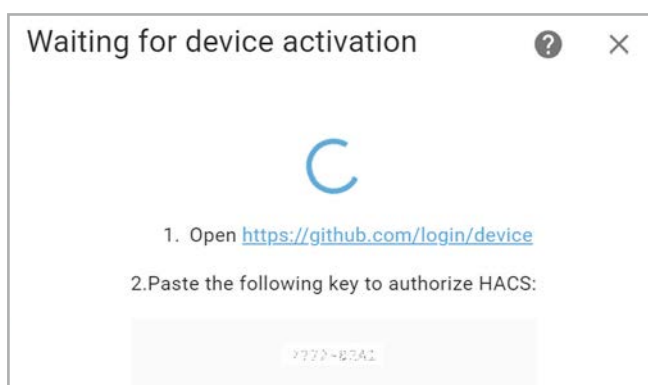 Waiting for device activation
1. Open https://github.com/login/device
2.Paste the following key to authorize HACS: